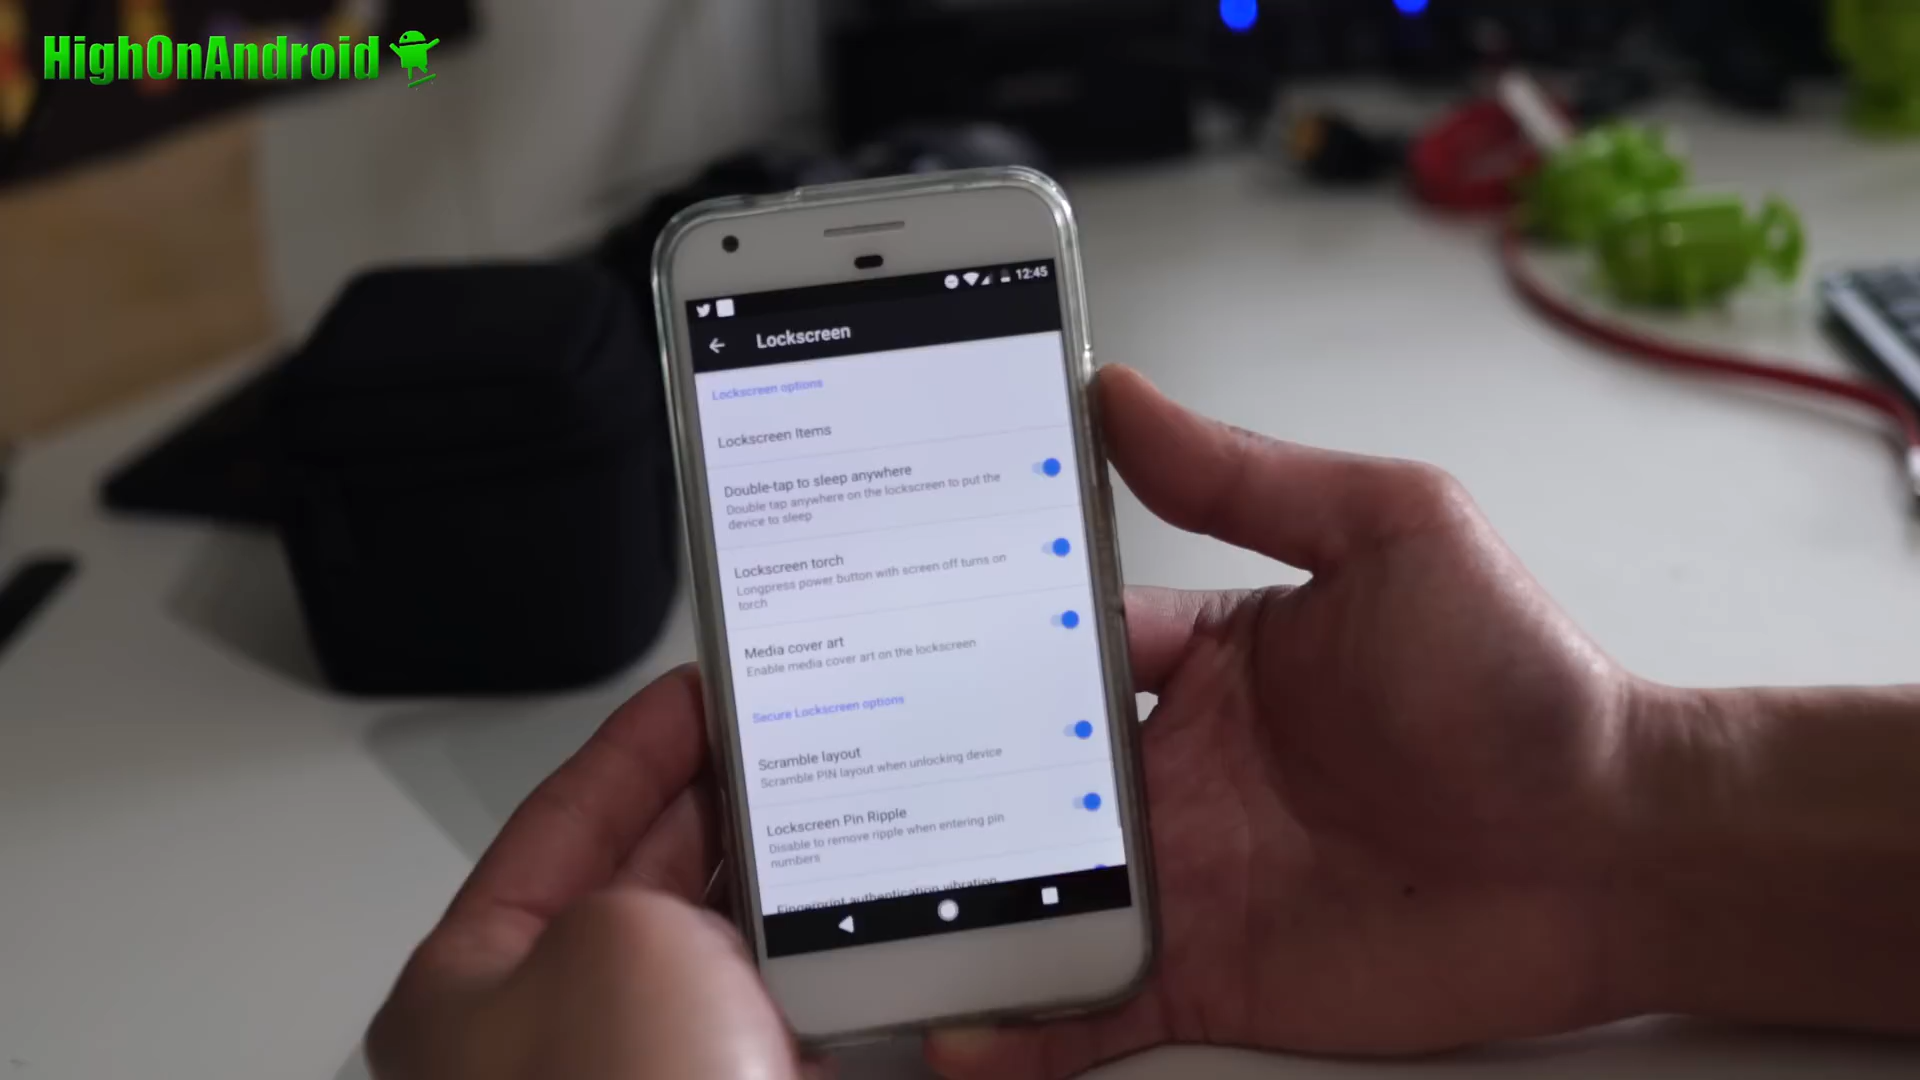 HighOnAndroid
12:45
Lockscreen
Lockscreen options
Lockscreen Items
Double-tap to sleep anywhere
Double tap anywhere on the lockscreen to put the
device to sleep
Lockscreen torch
Longpress power button with screen off turns on
torch
Media cover art
Enable media cover art on the lockscreen
Secure Lockscreen options
Scramble layout
Scramble PIN layout when unlocking device
Lockscreen Pin Ripple
Disable to remove ripple when entering pin
numbers
Fingerprint authentication vibration